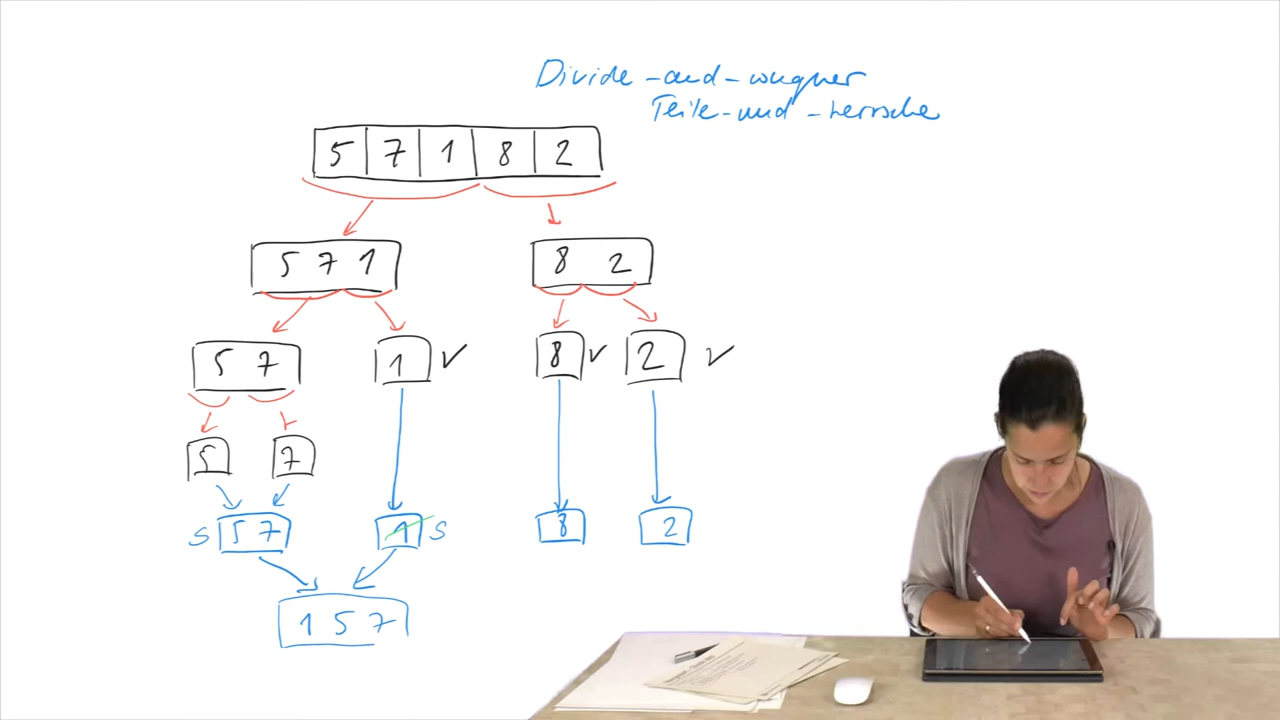 Divide-and-conquer
Teile-und-herrsche
5 7 1 8 2
5 7 1
8 2
5 7
1
8
2
5
7
s
5 7
1
s
8
2
1 5 7